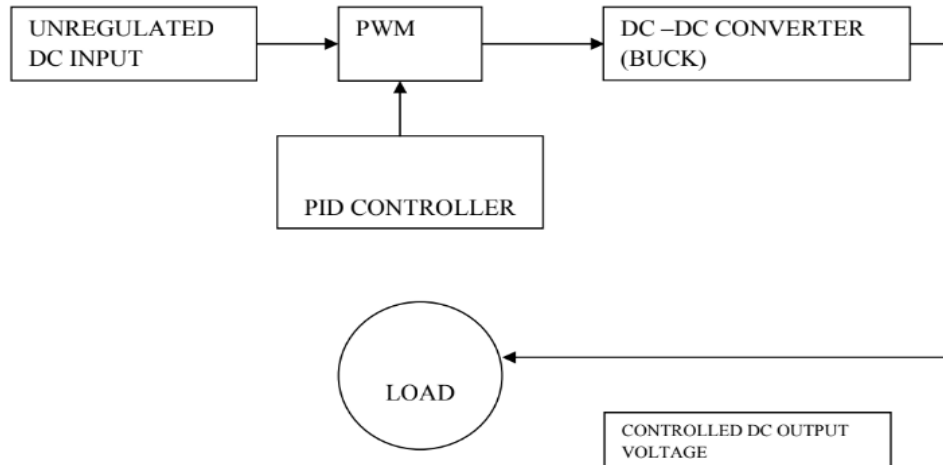 UNREGULATED
DC INPUT
PWM
DC –DC CONVERTER
(BUCK)
PID CONTROLLER
LOAD
CONTROLLED DC OUTPUT
VOLTAGE